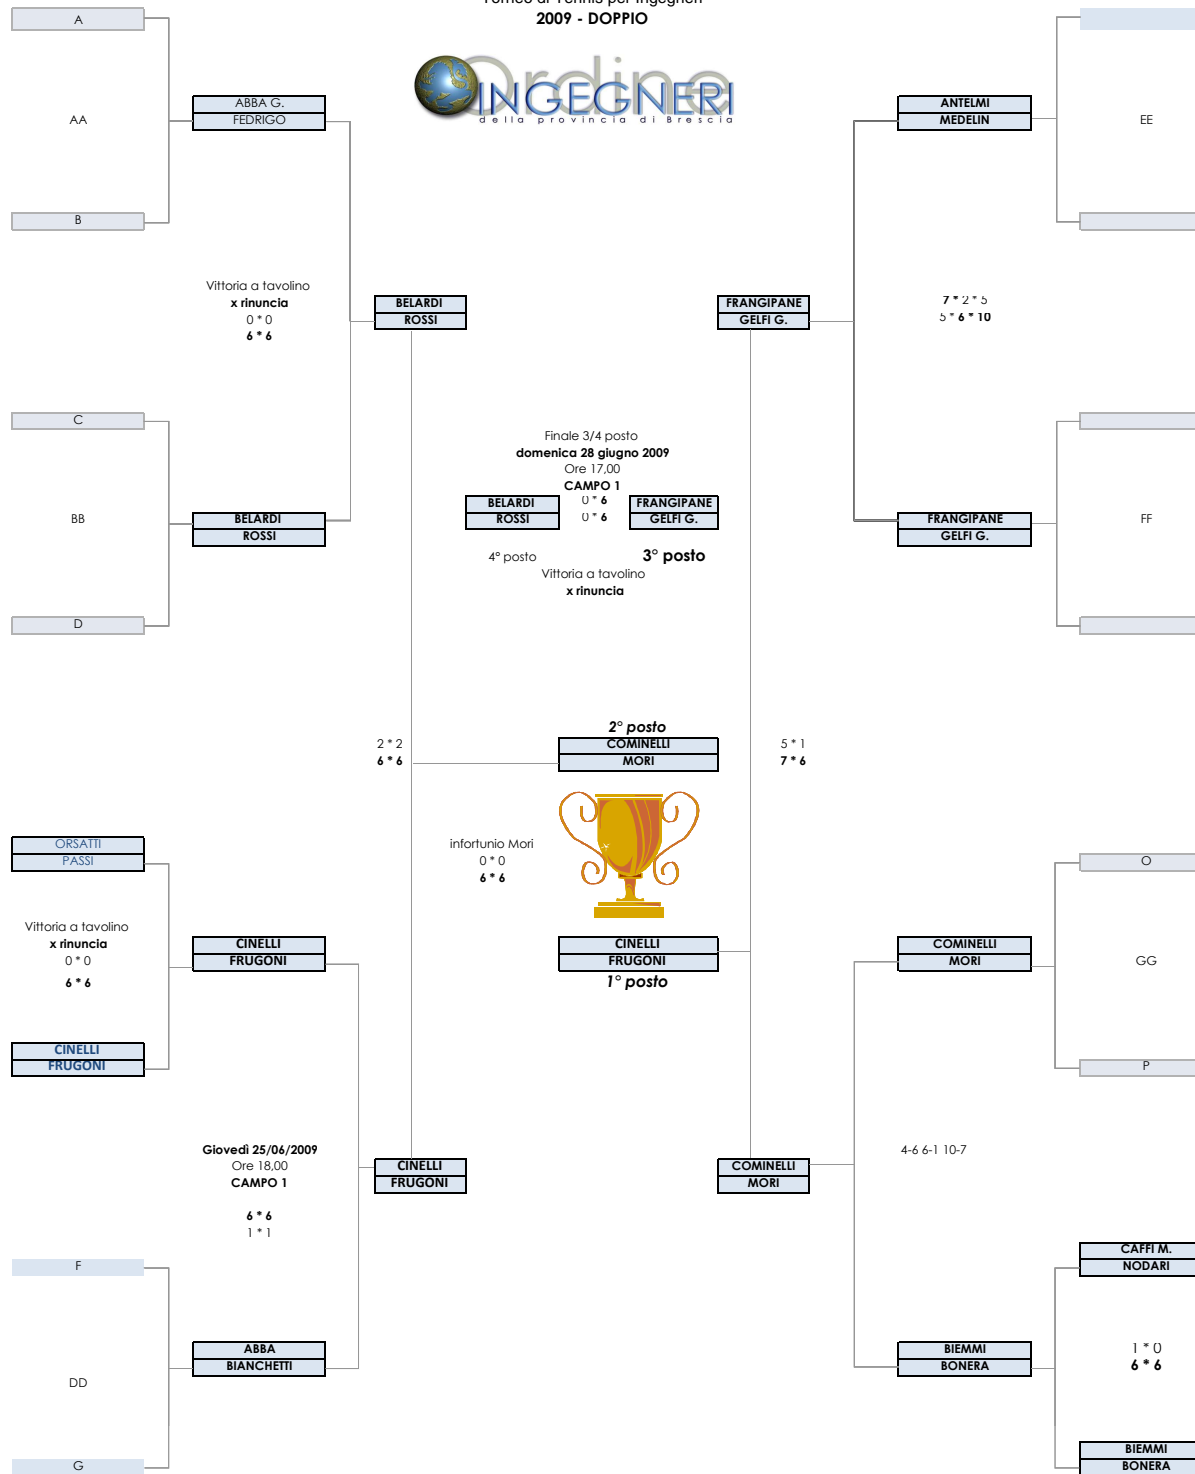 Torneo di Tennis per Ingegneri
2009 - DOPPIO
Ordine
INGEGNERI
della provincia di Brescia
A
AA
B
ABBA G.
FEDRIGO
Vittoria a tavolino
x rinuncia
0 * 0
6 * 6
BELARDI
ROSSI
C
BB
D
BELARDI
ROSSI
ANTELMI
MEDELIN
EE
FRANGIPANE
GELFI G.
7 * 2 * 5
5 * 6 * 10
FRANGIPANE
GELFI G.
FF
Finale 3/4 posto
domenica 28 giugno 2009
Ore 17,00
CAMPO 1
BELARDI 0 * 6 FRANGIPANE
ROSSI 0 * 6 GELFI G.
4° posto 3° posto
Vittoria a tavolino
x rinuncia
2 * 2
6 * 6
2° posto
COMINELLI
MORI
5 * 1
7 * 6
infortunio Mori
0 * 0
6 * 6
CINELLI
FRUGONI
1° posto
ORSATTI
PASSI
Vittoria a tavolino
x rinuncia
0 * 0
6 * 6
CINELLI
FRUGONI
CINELLI
FRUGONI
Giovedì 25/06/2009
Ore 18,00
CAMPO 1
6 * 6
1 * 1
CINELLI
FRUGONI
F
DD
G
ABBA
BIANCHETTI
O
GG
P
COMINELLI
MORI
4-6 6-1 10-7
COMINELLI
MORI
CAFFI M.
NODARI
1 * 0
6 * 6
BIEMMI
BONERA
BIEMMI
BONERA